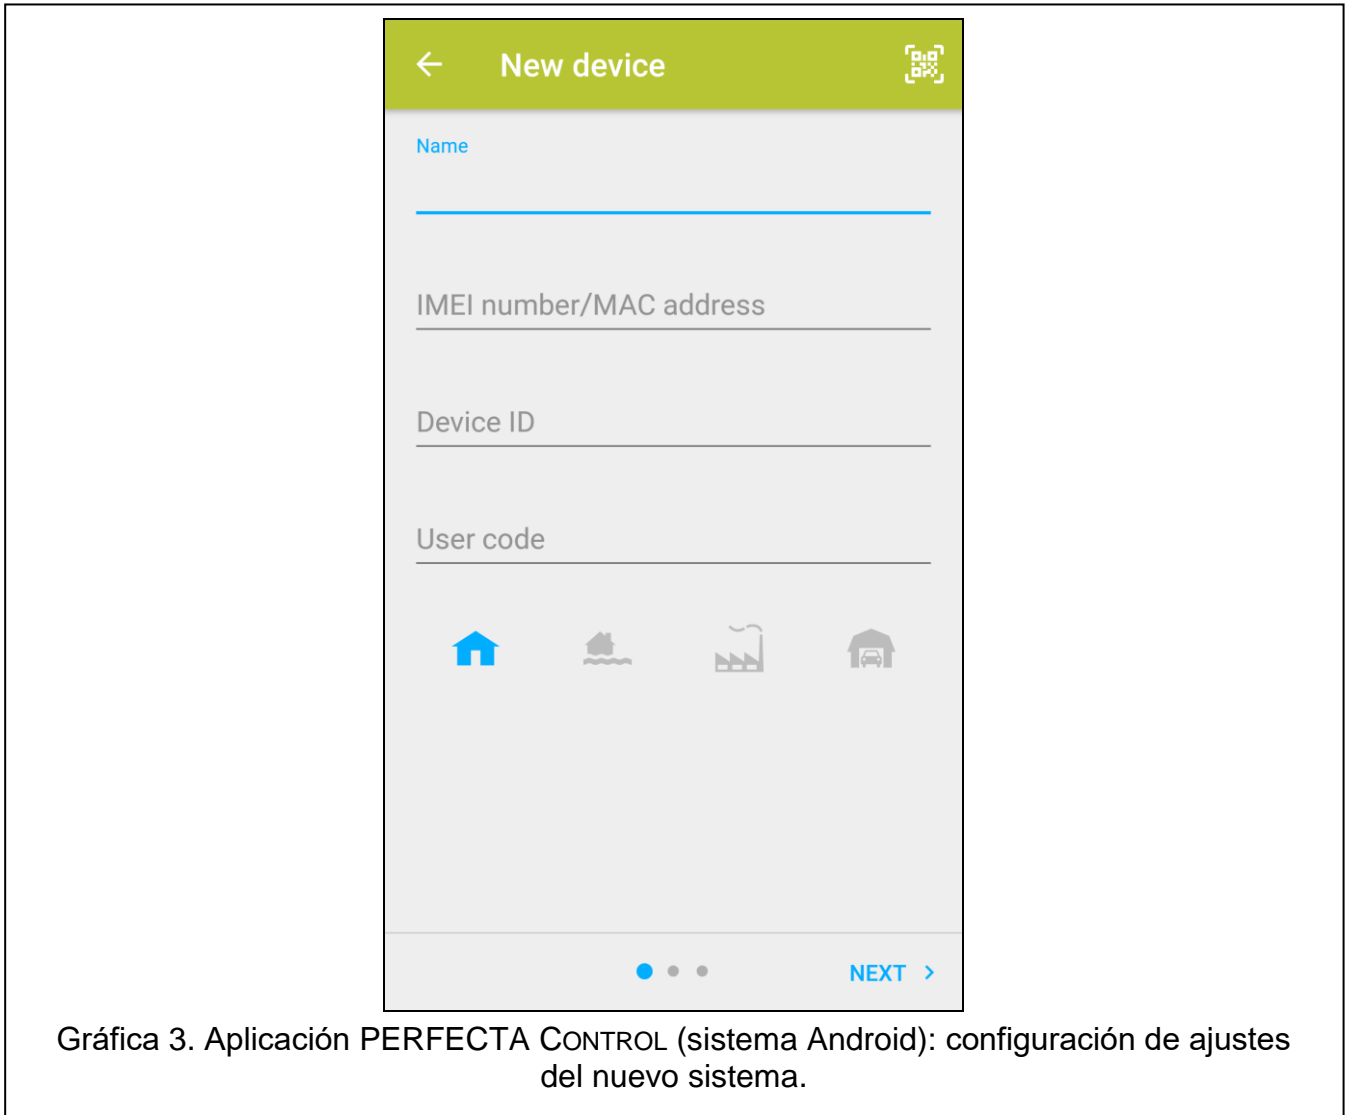 New device
Name
IMEI number/MAC address
Device ID
User code
NEXT
Gráfica 3. Aplicación PERFECTA CONTROL (sistema Android): configuración de ajustes
del nuevo sistema.